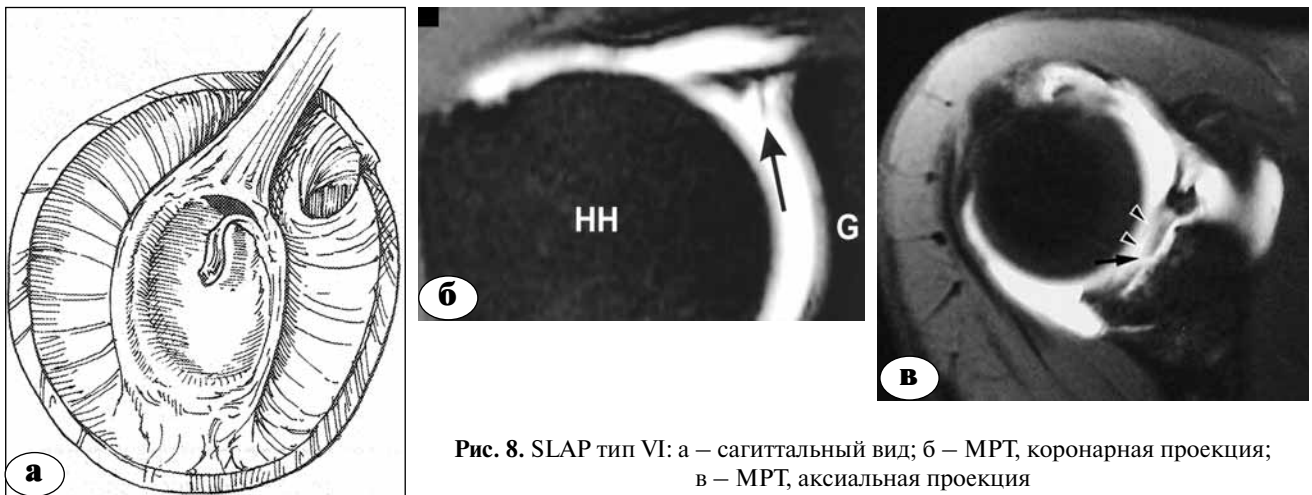 а
б
HH
G
в
Рис. 8. SLAP тип VI: а – сагиттальный вид; б – МРТ, коронарная проекция;
в – МРТ, аксиальная проекция